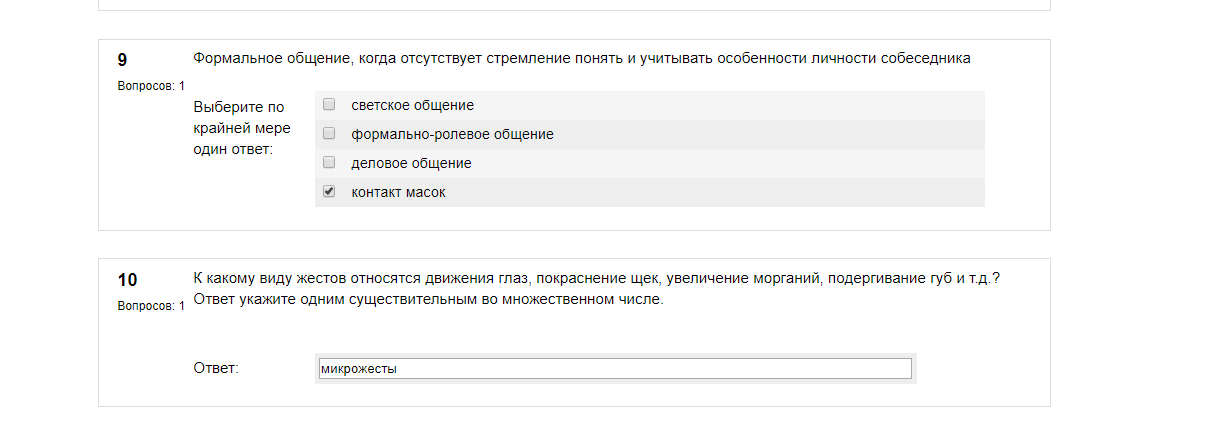 9
Вопросов: 1
Формальное общение, когда отсутствует стремление понять и учитывать особенности личности собеседника
Выберите по
крайней мере
один ответ:
светское общение
формально-ролевое общение
деловое общение
контакт масок
10
Вопросов: 1
К какому виду жестов относятся движения глаз, покраснение щек, увеличение морганий, подергивание губ и т.д.?
Ответ укажите одним существительным во множественном числе.
Ответ:
микрожесты